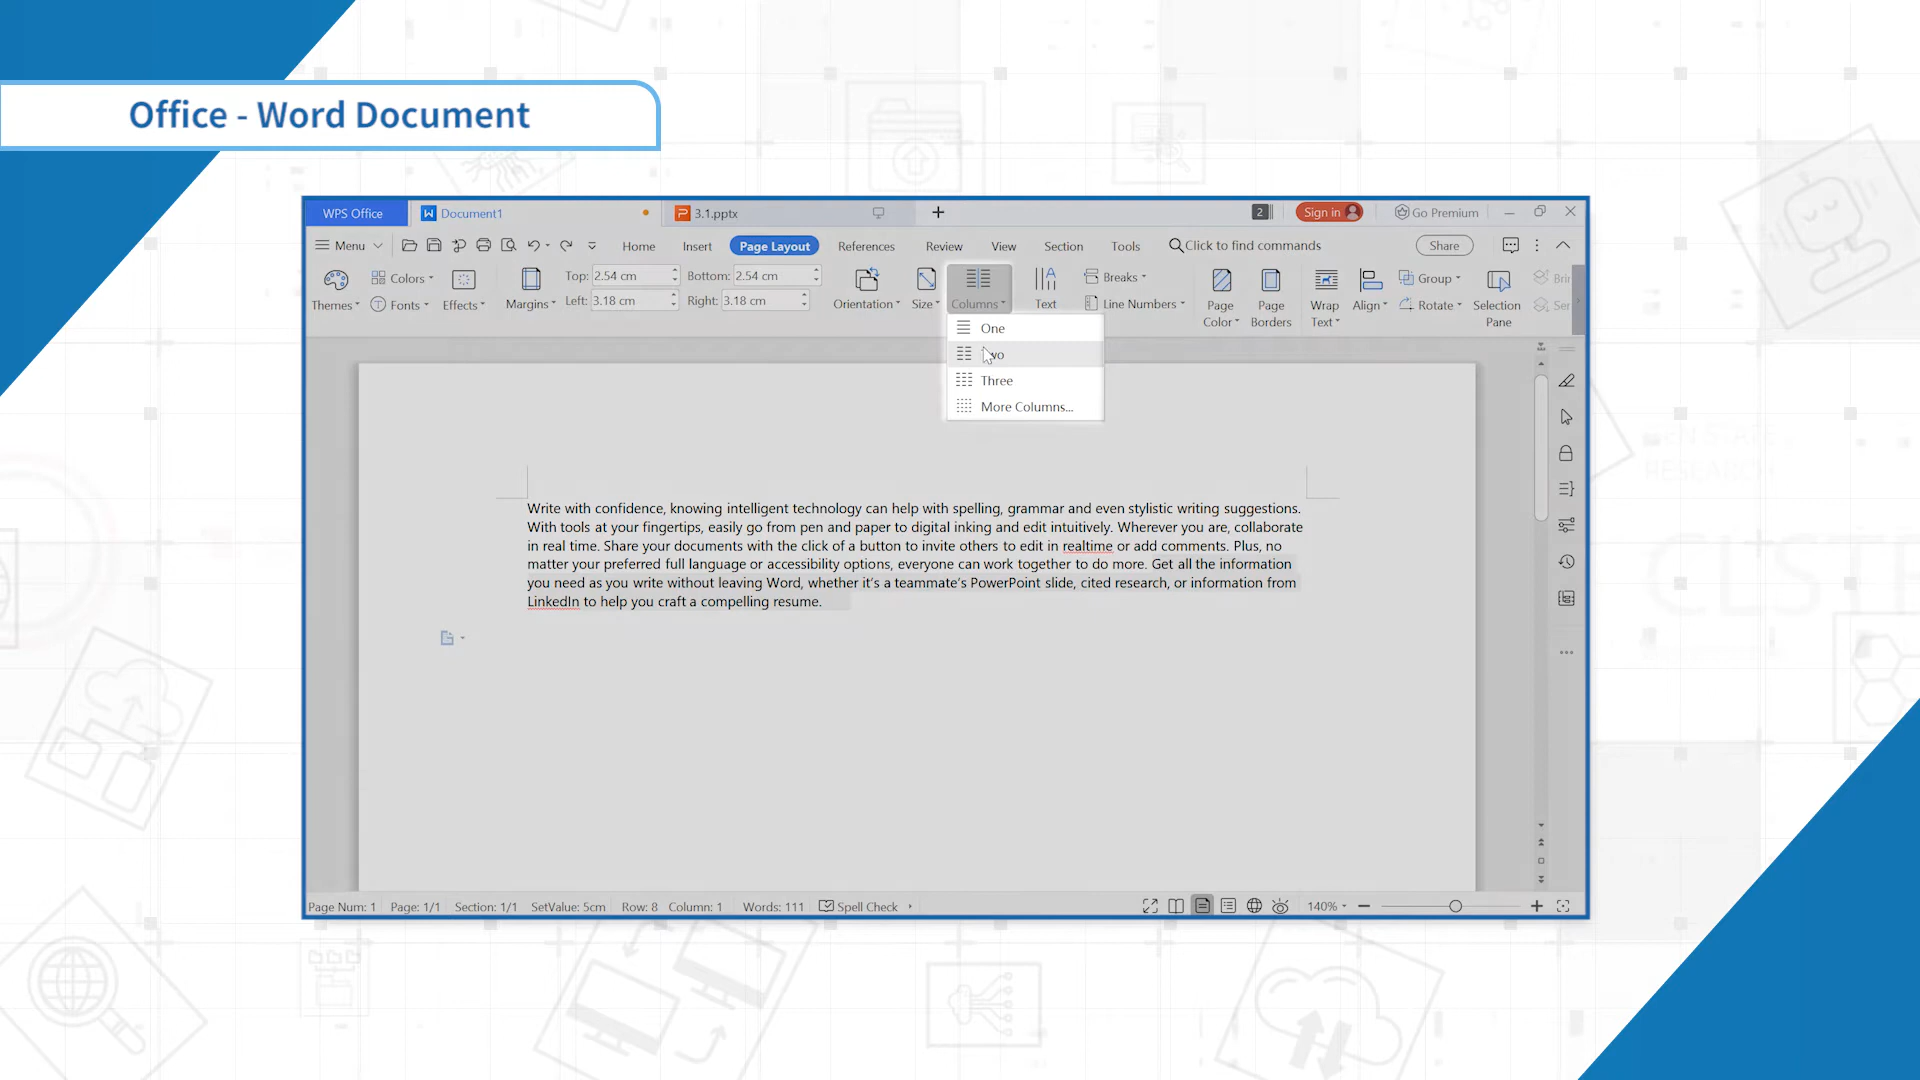 Office - Word Document
WPS Office
Document1
3.1.pptx
2
Sign in
Go Premium
Menu
Home
Insert
Page Layout
References
Review
View
Section
Tools
Click to find commands
Share
Themes
Colors
Fonts
Effects
Margins
Top: 2.54 cm
Bottom: 2.54 cm
Left: 3.18 cm
Right: 3.18 cm
Orientation
Size
Columns
Text
Breaks
Line Numbers
Page Color
Page Borders
Wrap Text
Align
Group
Rotate
Selection Pane
One
Three
More Columns...
Write with confidence, knowing intelligent technology can help with spelling, grammar and even stylistic writing suggestions.
With tools at your fingertips, easily go from pen and paper to digital inking and edit intuitively. Wherever you are, collaborate
in real time. Share your documents with the click of a button to invite others to edit in realtime or add comments. Plus, no
matter your preferred full language or accessibility options, everyone can work together to do more. Get all the information
you need as you write without leaving Word, whether it's a teammate's PowerPoint slide, cited research, or information from
LinkedIn to help you craft a compelling resume.
Page Num: 1 Page: 1/1 Section: 1/1 SetValue: 5cm Row: 8 Column: 1 Words: 111 Spell Check 140%